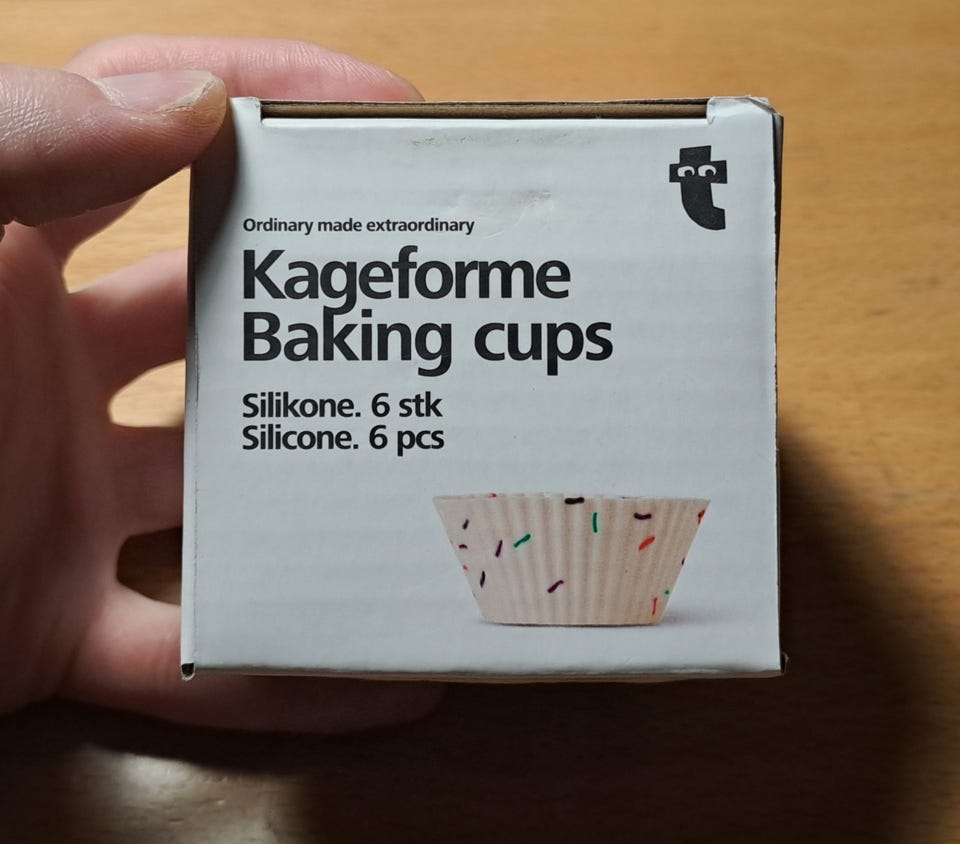 Ordinary made extraordinary
Kageforme
Baking cups
Silikone. 6 stk
Silicone. 6 pcs
t